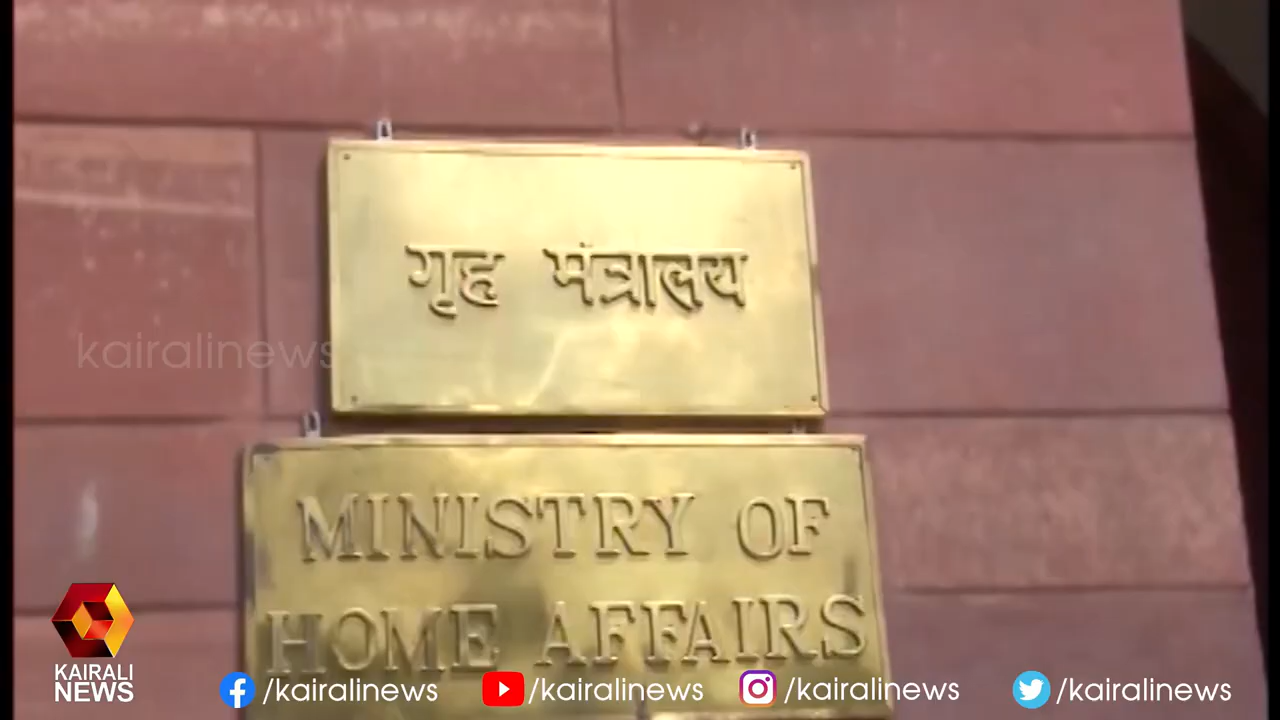 गृह मंत्रालय
kairalinews
MINISTRY OF
HOME AFFAIRS
KAIRALI
NEWS
/kairalinews
/kairalinews
/kairalinews
/kairalinews